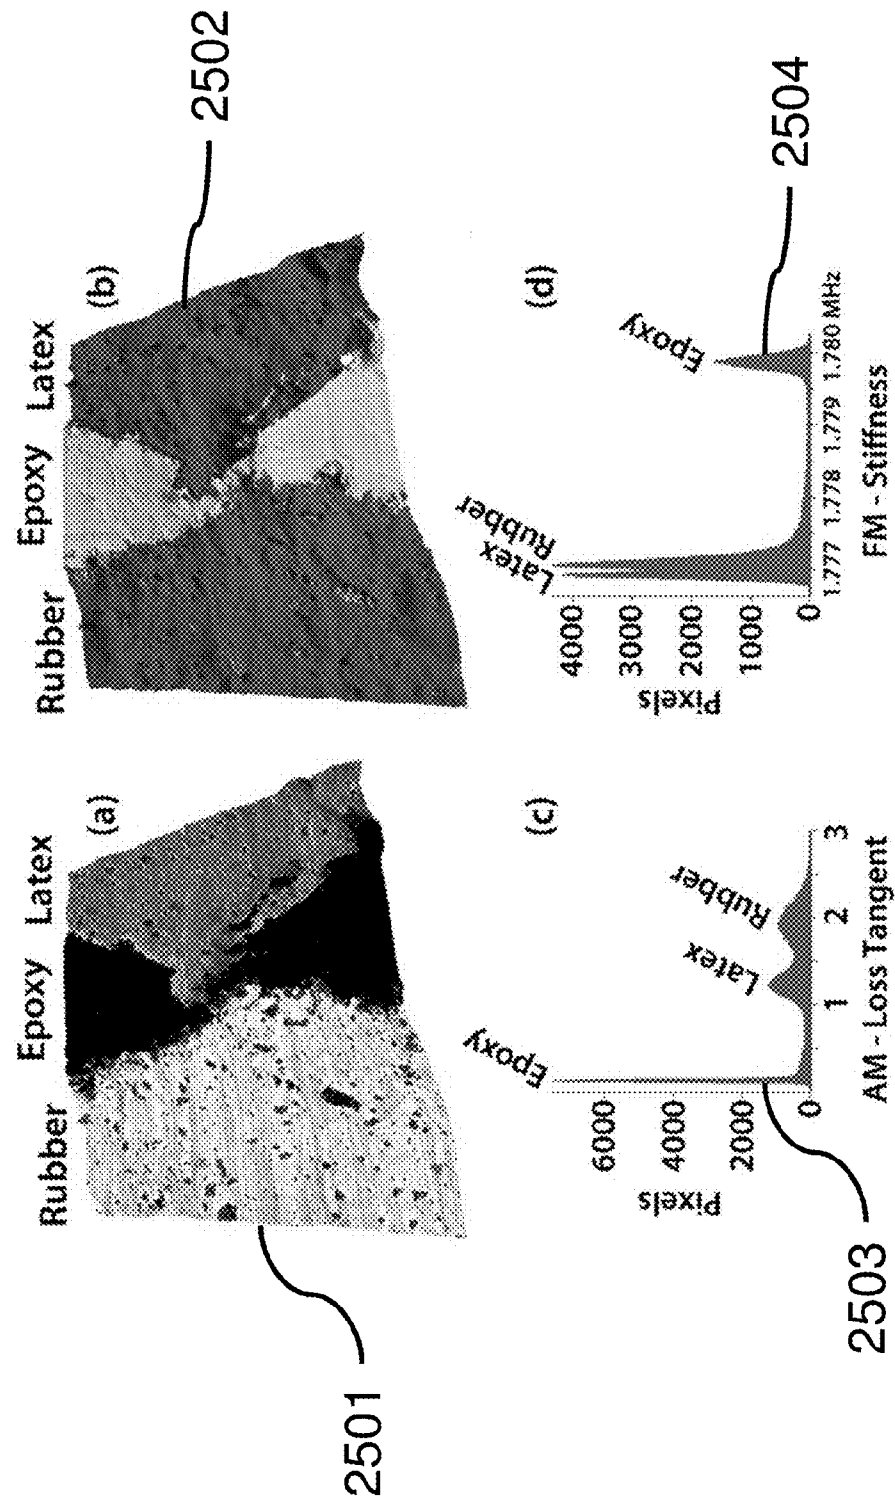 Rubber Epoxy Latex
(a)
2501
Rubber Epoxy Latex
(b)
2502
(c)
Pixels
6000
4000
2000
0
Epoxy
Latex
Rubber
1 2 3
AM - Loss Tangent
2503
(d)
Pixels
4000
3000
2000
1000
0
Latex
Rubber
Epoxy
1.777 1.778 1.779 1.780 MHz
FM - Stiffness
2504